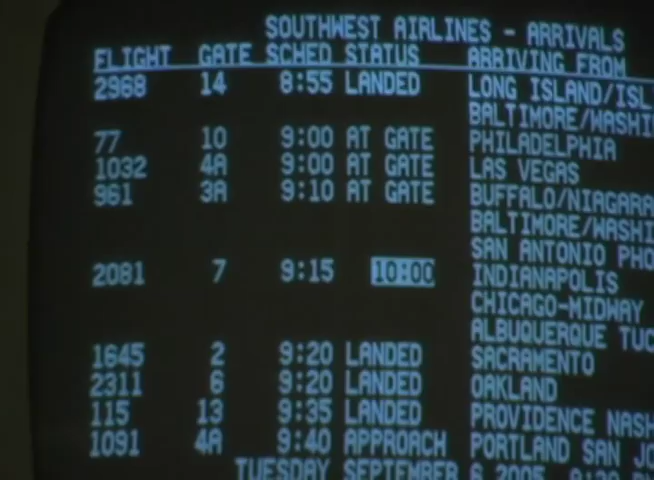 SOUTHWEST AIRLINES - ARRIVALS
FLIGHT GATE SCHED STATUS ARRIVING FROM
2968 14 8:55 LANDED LONG ISLAND/ISL
BALTIMORE/WASHI
77 10 9:00 AT GATE PHILADELPHIA
1032 4A 9:00 AT GATE LAS VEGAS
961 3A 9:10 AT GATE BUFFALO/NIAGARA
BALTIMORE/WASHI
SAN ANTONIO PHO
2081 7 9:15 10:00 INDIANAPOLIS
CHICAGO-MIDWAY
ALBUQUERQUE TUC
1645 2 9:20 LANDED SACRAMENTO
2311 6 9:20 LANDED OAKLAND
115 13 9:35 LANDED PROVIDENCE NASH
1091 4A 9:40 APPROACH PORTLAND SAN JO
TUESDAY SEPTEMBER 6 2005